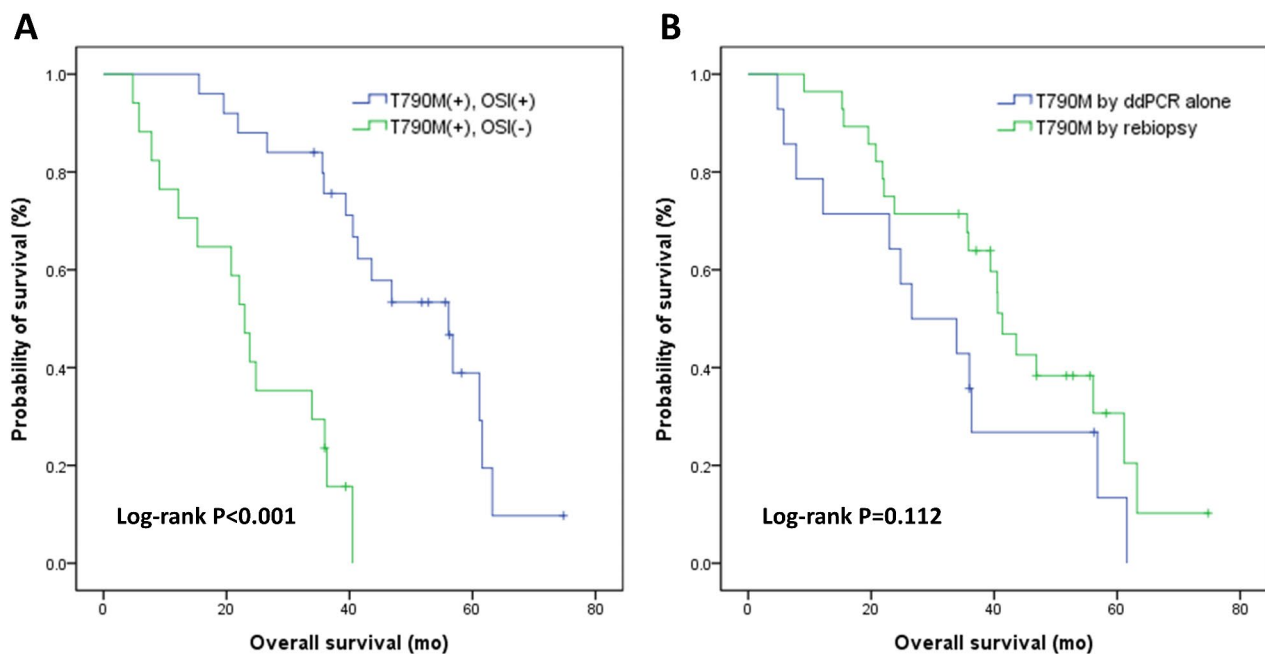 A
B
T790M(+), OSI(+)
T790M(+), OSI(-)
T790M by ddPCR alone
T790M by rebiopsy
Probability of survival (%)
1.0
0.8
0.6
0.4
0.2
0.0
Log-rank P<0.001
0
20
40
60
80
Overall survival (mo)
Probability of survival (%)
1.0
0.8
0.6
0.4
0.2
0.0
Log-rank P=0.112
0
20
40
60
80
Overall survival (mo)